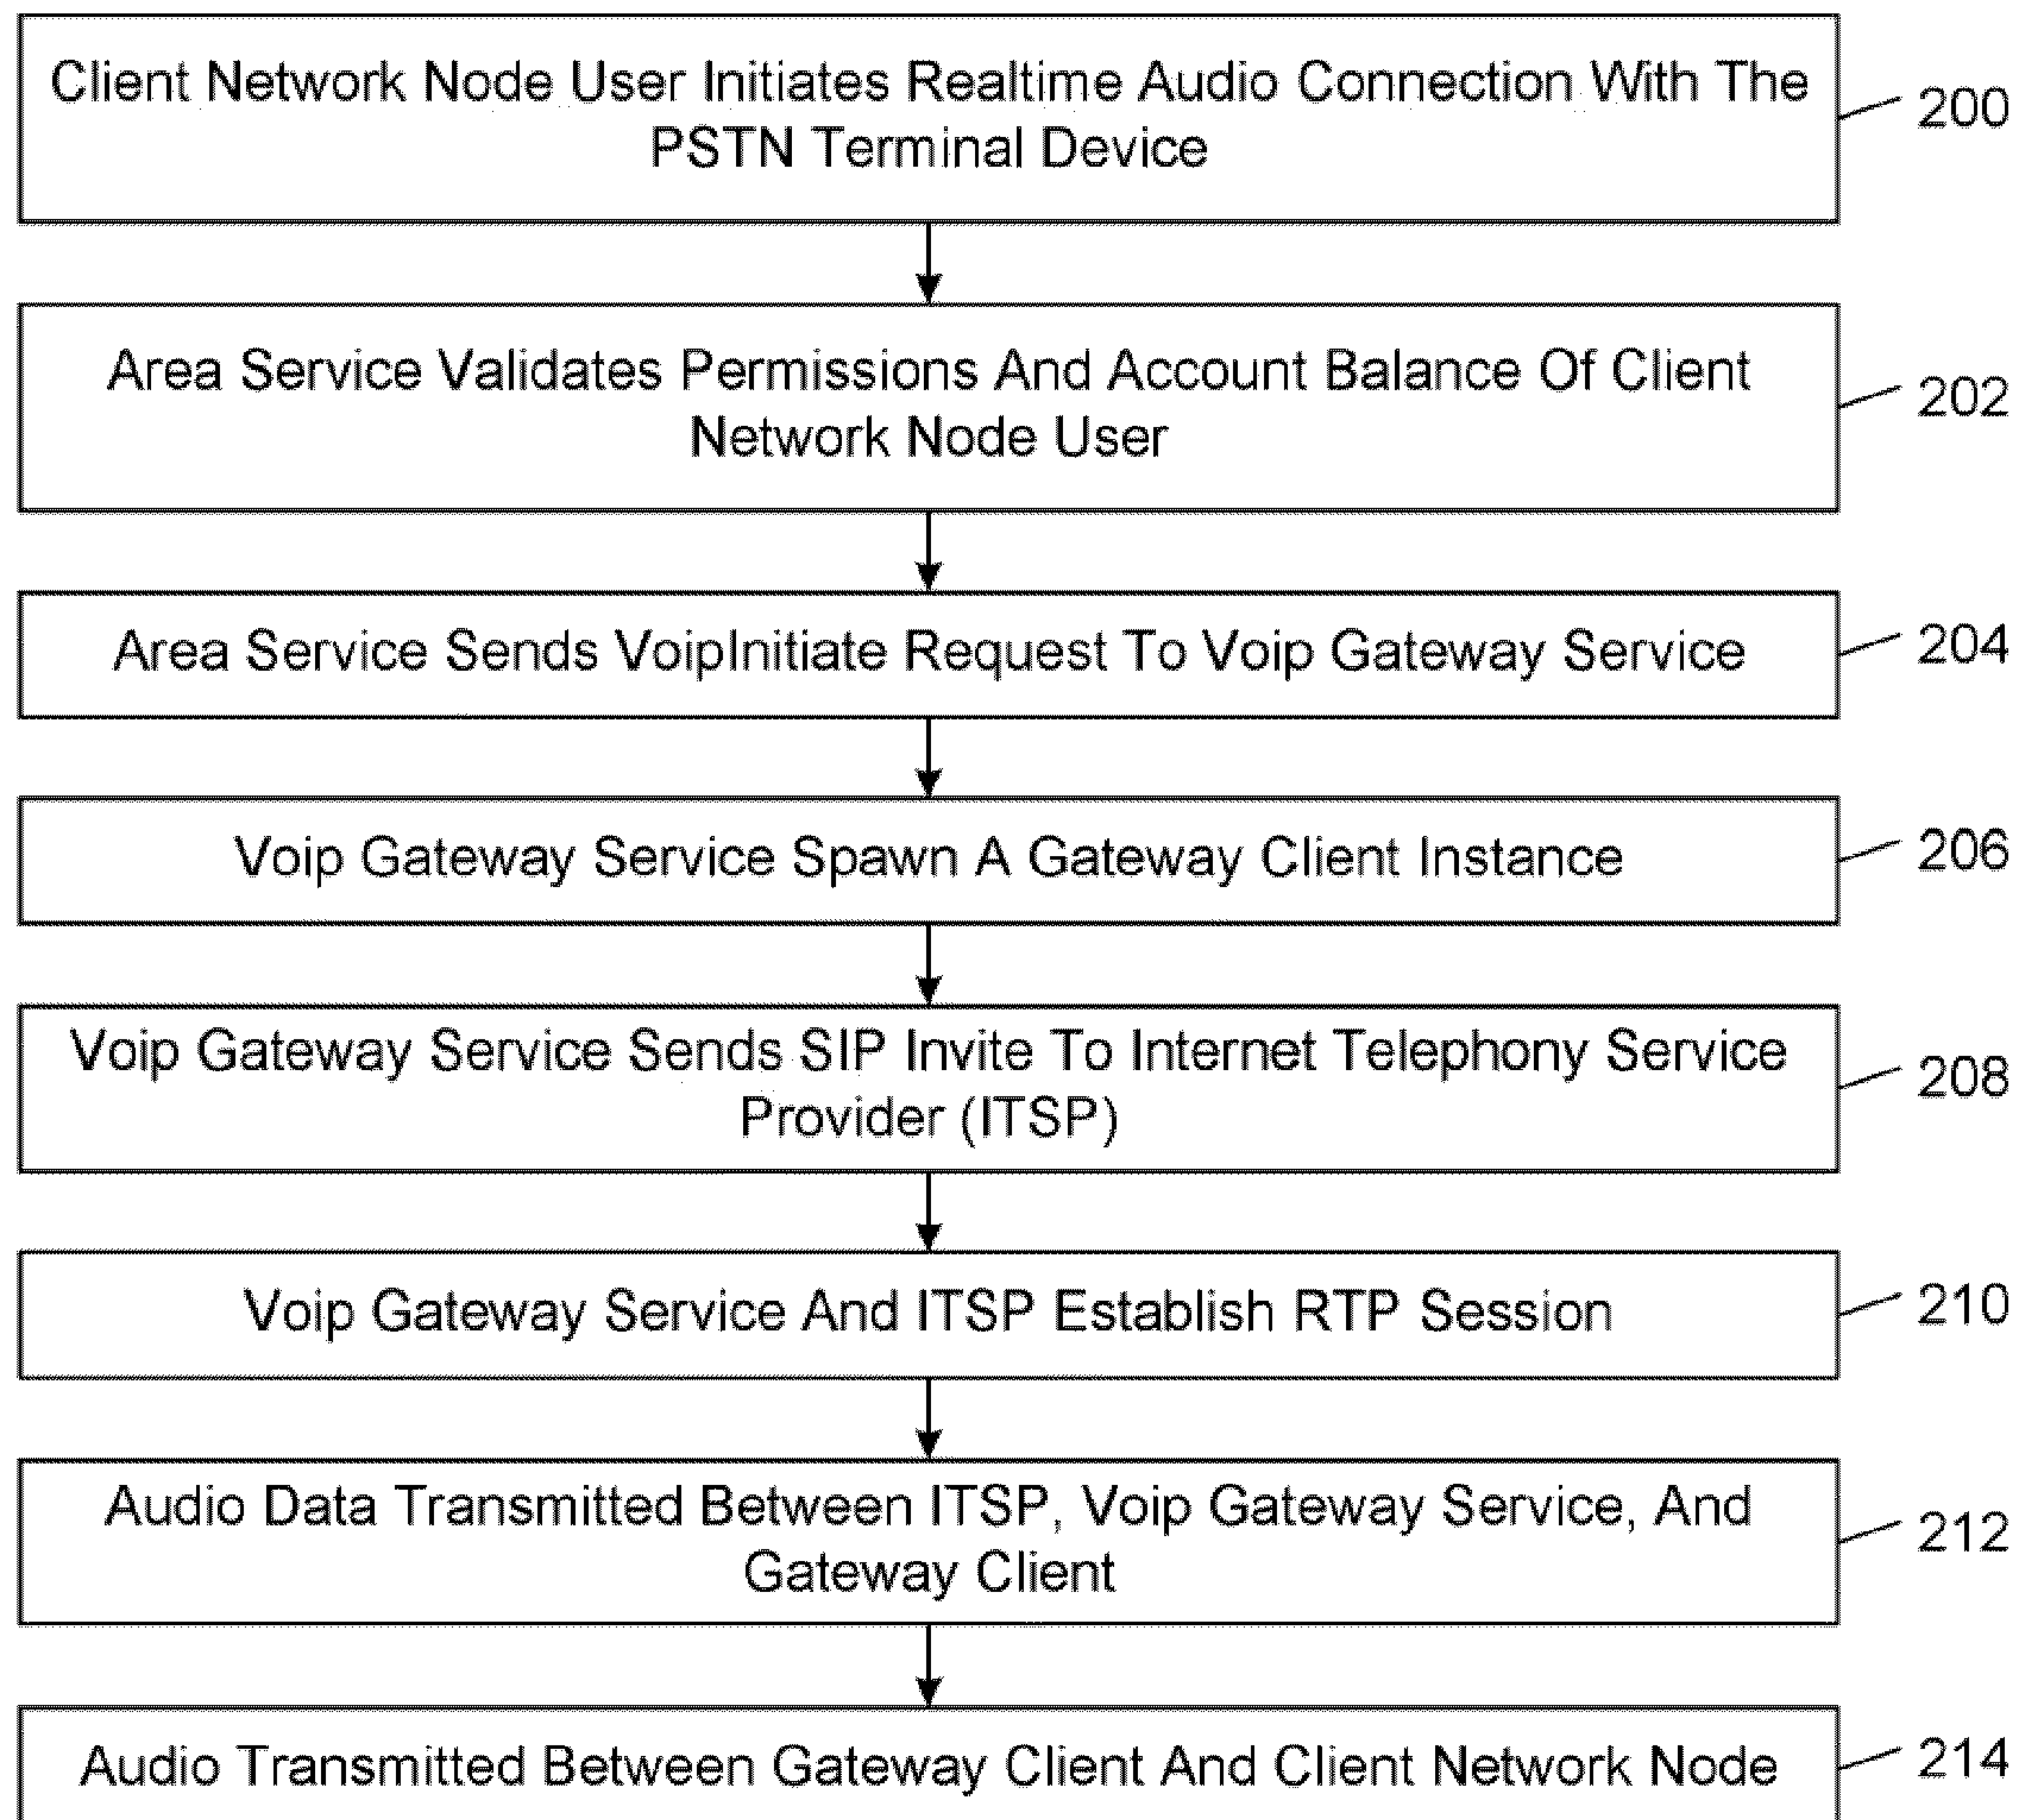 Client Network Node User Initiates Realtime Audio Connection With The
PSTN Terminal Device
200
Area Service Validates Permissions And Account Balance Of Client
Network Node User
202
Area Service Sends VoipInitiate Request To Voip Gateway Service
204
Voip Gateway Service Spawn A Gateway Client Instance
206
Voip Gateway Service Sends SIP Invite To Internet Telephony Service
Provider (ITSP)
208
Voip Gateway Service And ITSP Establish RTP Session
210
Audio Data Transmitted Between ITSP, Voip Gateway Service, And
Gateway Client
212
Audio Transmitted Between Gateway Client And Client Network Node
214